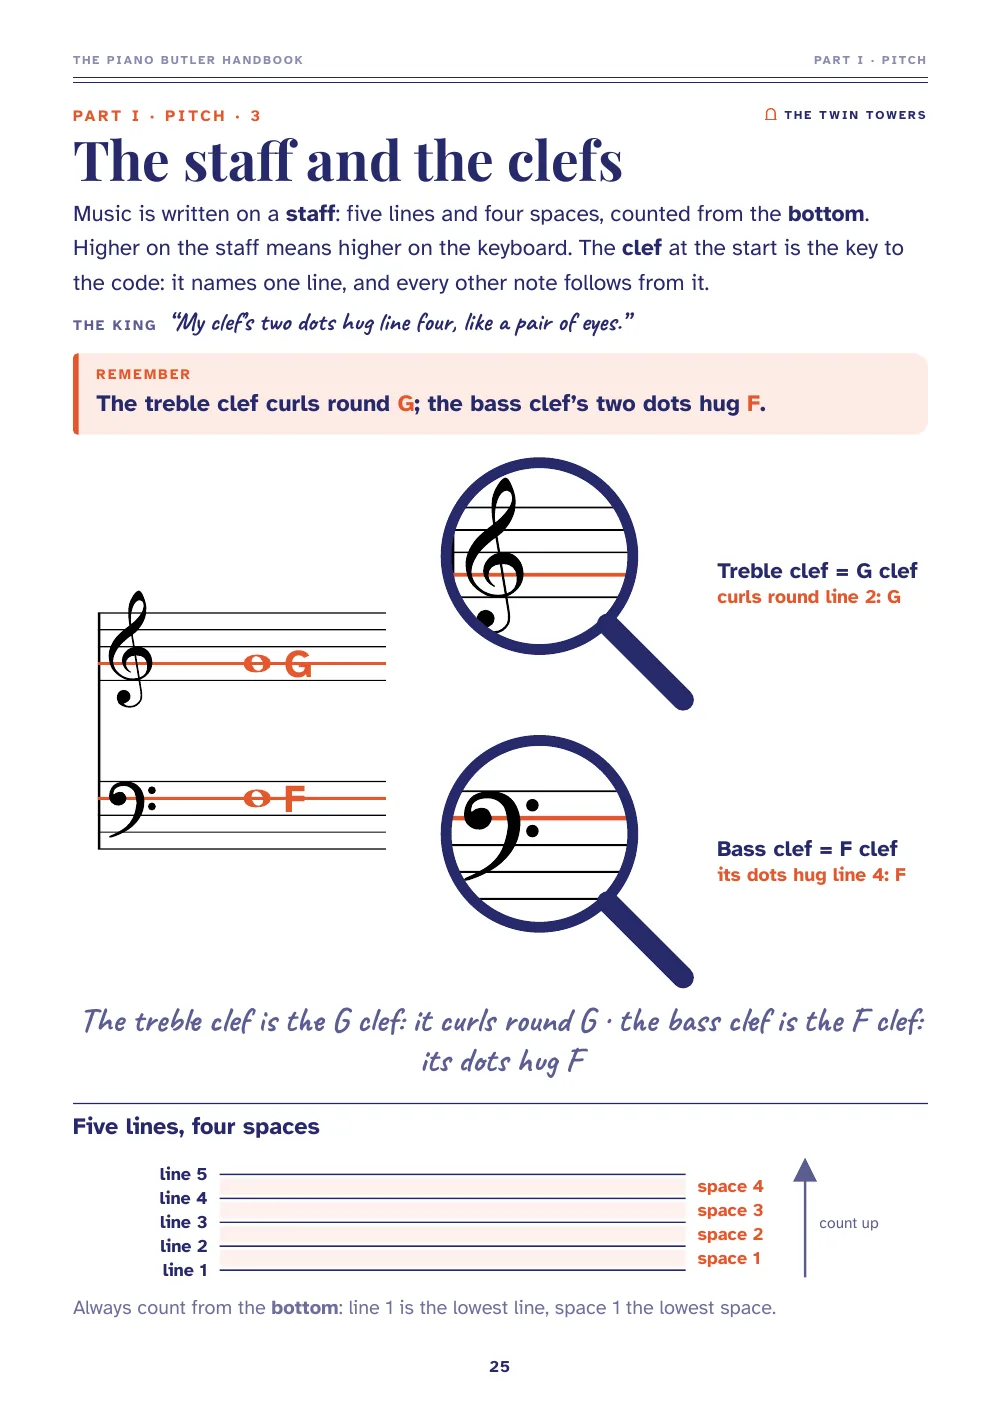 THE PIANO BUTLER HANDBOOK
PART I · PITCH
PART I · PITCH · 3
THE TWIN TOWERS
The staff and the clefs
Music is written on a staff: five lines and four spaces, counted from the bottom.
Higher on the staff means higher on the keyboard. The clef at the start is the key to
the code: it names one line, and every other note follows from it.
THE KING “My clef’s two dots hug line four, like a pair of eyes.”
REMEMBER
The treble clef curls round G; the bass clef’s two dots hug F.
Treble clef = G clef
curls round line 2: G
G
F
Bass clef = F clef
its dots hug line 4: F
The treble clef is the G clef: it curls round G · the bass clef is the F clef:
its dots hug F
Five lines, four spaces
line 5
line 4
line 3
line 2
line 1
space 4
space 3
space 2
space 1
count up
Always count from the bottom: line 1 is the lowest line, space 1 the lowest space.
25